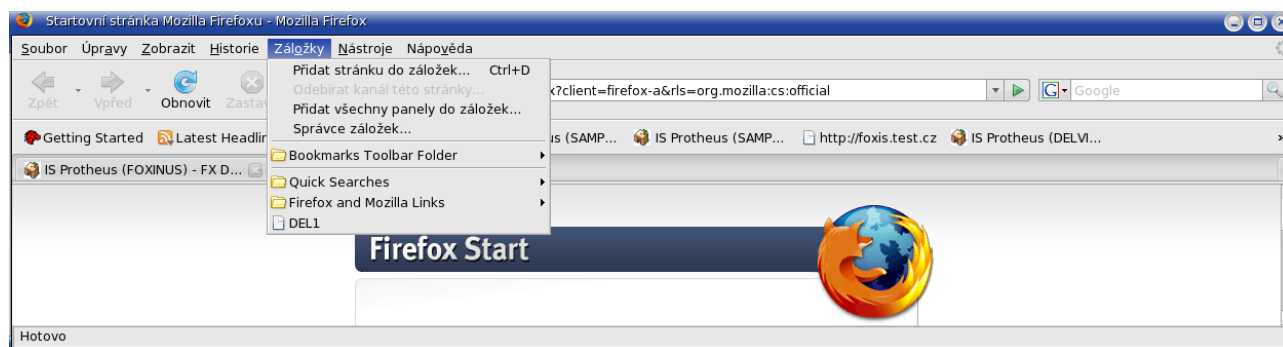 Startovní stránka Mozilla Firefoxu - Mozilla Firefox
Soubor Úpravy Zobrazit Historie Záložky Nástroje Nápověda
Přidat stránku do záložek... Ctrl+D
Odebírat kanál této stránky...
Přidat všechny panely do záložek...
Správce záložek...
Bookmarks Toolbar Folder
Quick Searches
Firefox and Mozilla Links
DEL1
Zpět Vpřed Obnovit
?client=firefox-a&rls=org.mozilla:cs:official
G Google
Getting Started Latest (SAMP... IS Protheus (SAMP... http://foxis.test.cz IS Protheus (DELVI...
IS Protheus (FOXINUS) - FX D...
Firefox Start
Hotovo